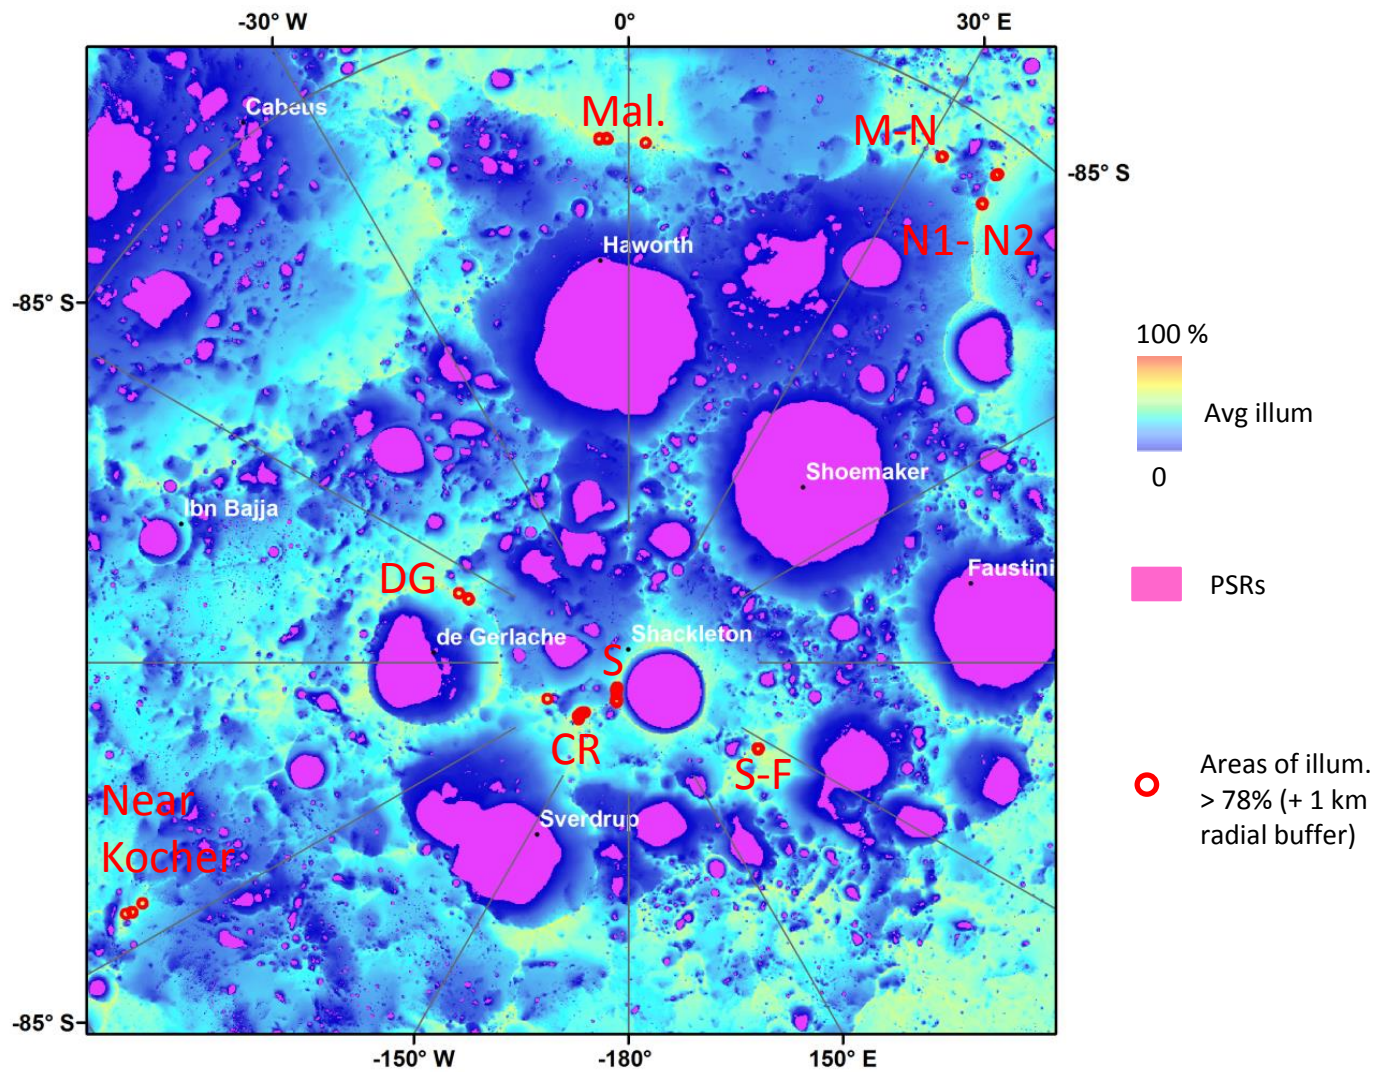 -30° W
0°
30° E
Cabeus
Mal.
M-N
-85° S
N1- N2
Haworth
-85° S
100 %
Avg illum
0
Shoemaker
Ibn Bajja
Faustini
DG
PSRs
de Gerlache
Shackleton
S
CR
S-F
Areas of illum.
> 78% (+ 1 km
radial buffer)
Near
Kocher
Sverdrup
-85° S
-150° W
-180°
150° E